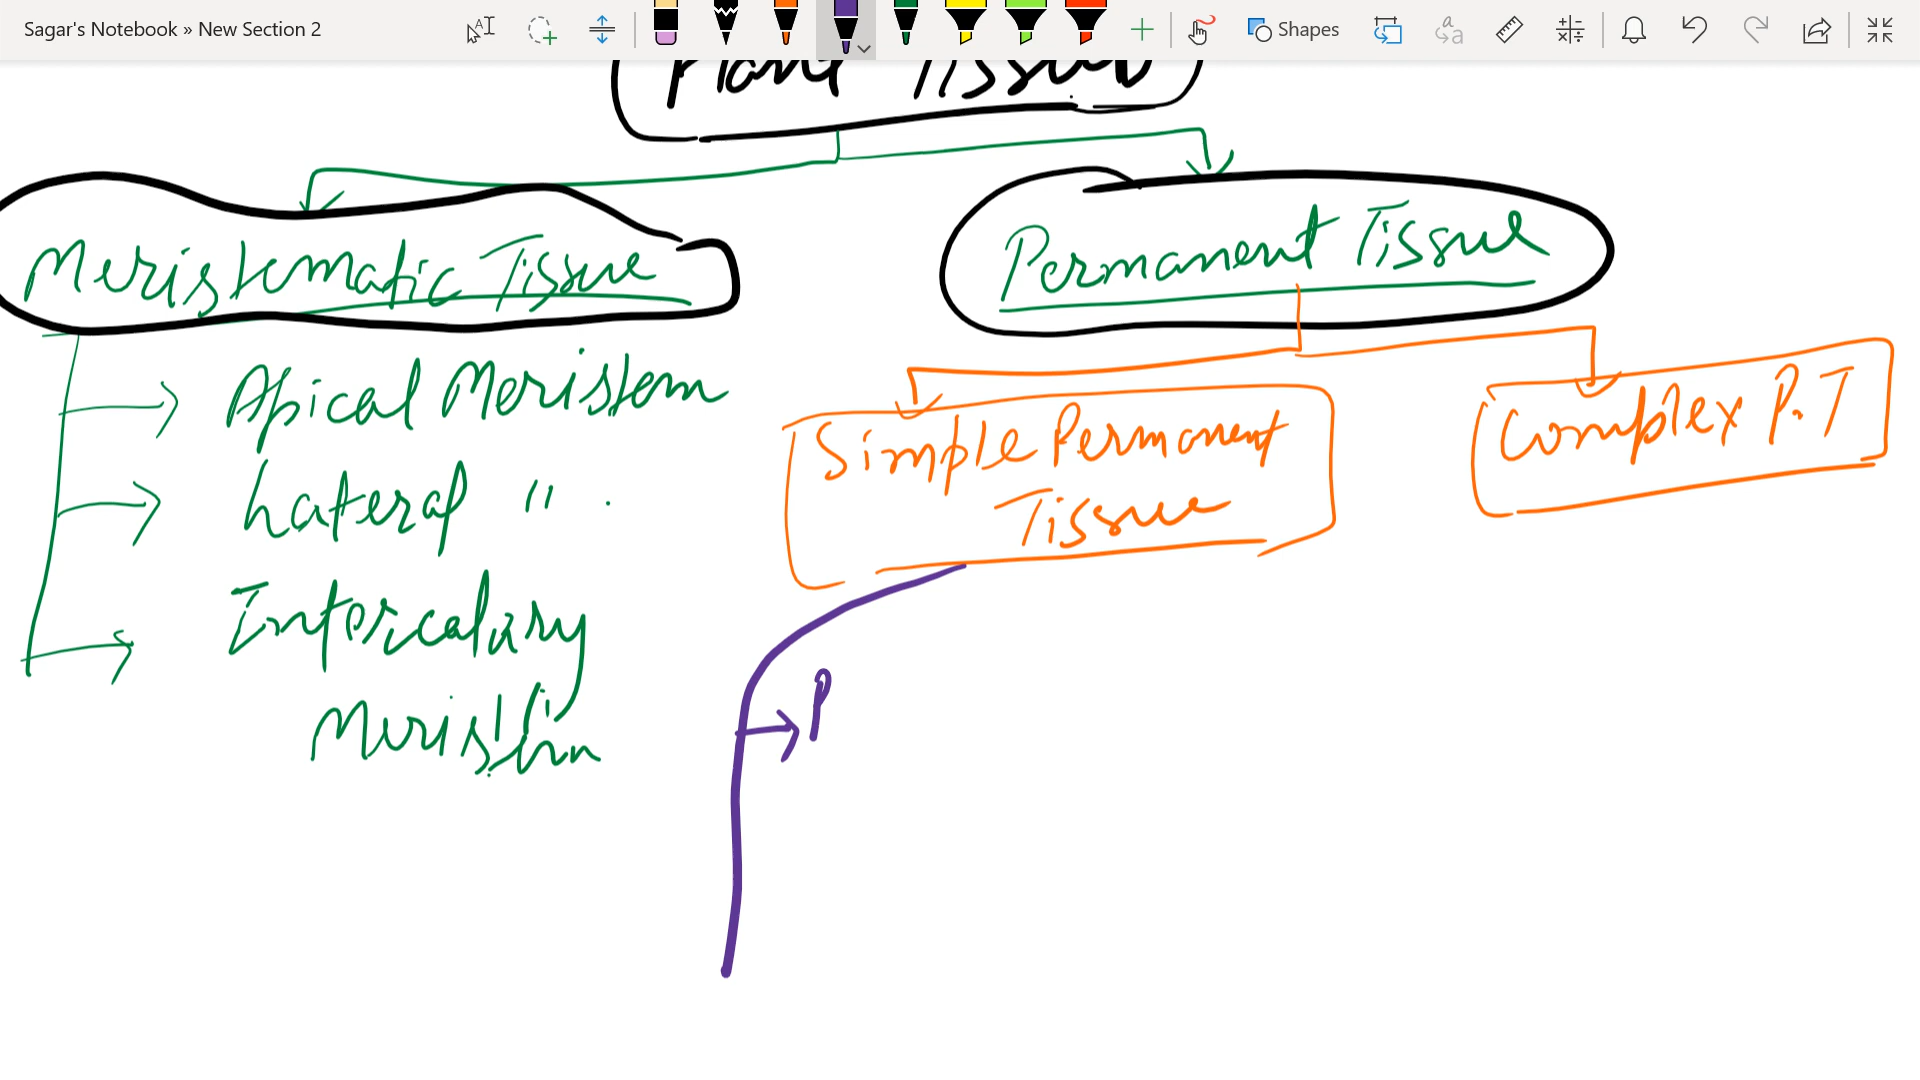 Sagar's Notebook » New Section 2
Shapes
Plant Tissue
Meristematic Tissue
Permanent Tissue
Apical Meristem
Lateral " .
Intercalary
Meristem
Simple Permanent
Tissue
Complex P.T
P